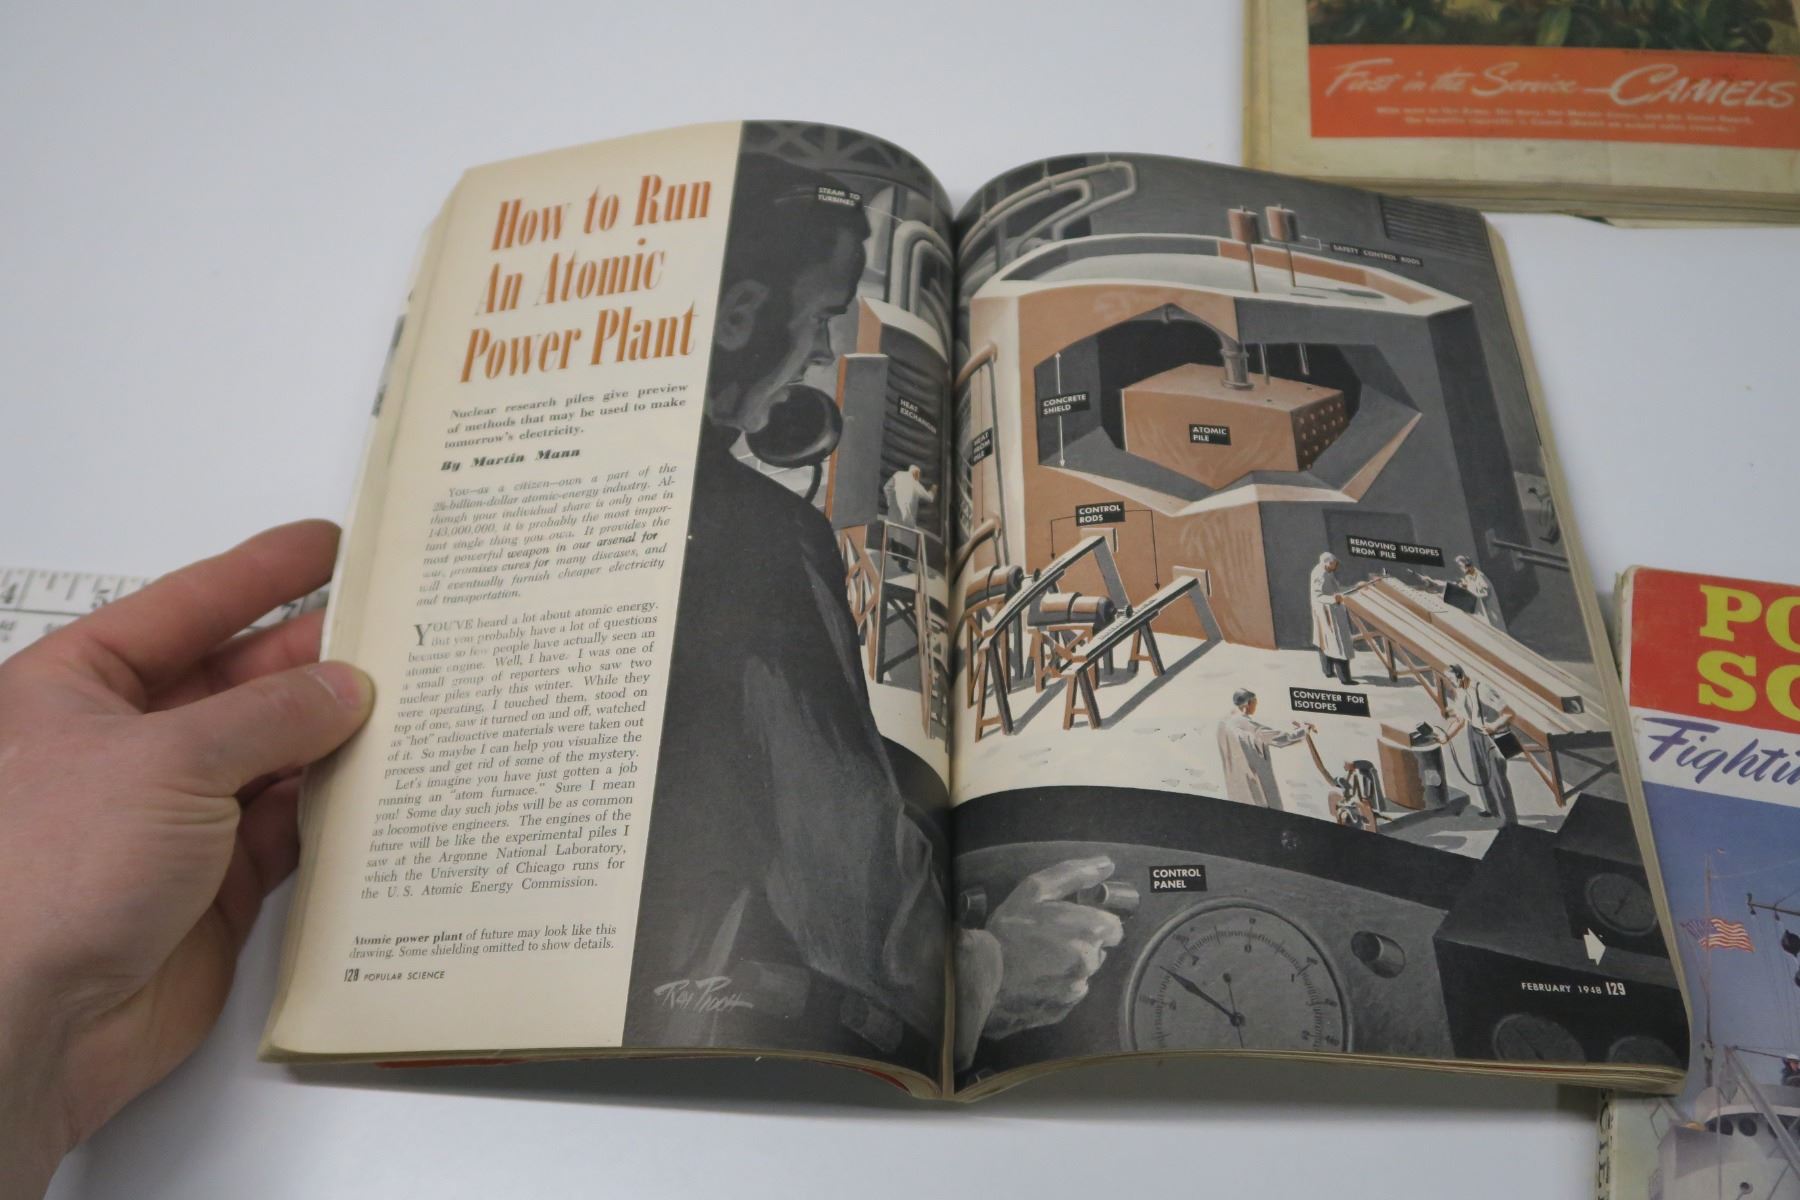 How to Run
An Atomic
Power Plant
Nuclear research piles give preview
of methods that may be used to make
tomorrow's electricity.
By Martin Mann
You—as a citizen—own a part of the
2½-billion-dollar atomic-energy industry. Al-
though your individual share is only one in
143,000,000, it is probably the most impor-
tant single thing you own. It provides the
most powerful weapon in our arsenal for
war, promises cures for many diseases, and
will eventually furnish cheaper electricity
and transportation.
YOU'VE heard a lot about atomic energy.
But you probably have a lot of questions
because so few people have actually seen an
atomic engine. Well, I have. I was one of
a small group of reporters who saw two
nuclear piles early this winter. While they
were operating, I touched them, stood on
top of one, saw it turned on and off, watched
as "hot" radioactive materials were taken out
of it. So maybe I can help you visualize the
process and get rid of some of the mystery.
Let's imagine you have just gotten a job
running an "atom furnace." Sure I mean
you! Some day such jobs will be as common
as locomotive engineers. The engines of the
future will be like the experimental piles I
saw at the Argonne National Laboratory,
which the University of Chicago runs for
the U. S. Atomic Energy Commission.
Atomic power plant of future may look like this
drawing. Some shielding omitted to show details.
128 POPULAR SCIENCE
STEAM TO
TURBINES
HEAT
EXCHANGER
HEAT
FROM
PILE
SAFETY CONTROL RODS
CONCRETE
SHIELD
ATOMIC
PILE
CONTROL
RODS
REMOVING ISOTOPES
FROM PILE
CONVEYER FOR
ISOTOPES
CONTROL
PANEL
FEBRUARY 1948 129
First in the Service—CAMELS
PO
SC
Fighti
4 5 7